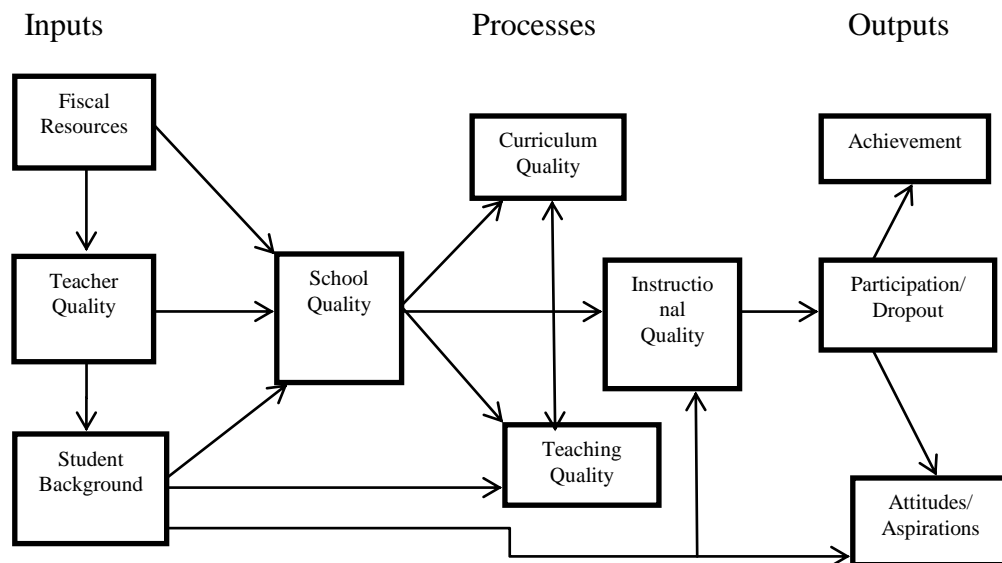 Inputs
Processes
Outputs
Fiscal
Resources
Curriculum
Quality
Achievement
Teacher
Quality
School
Quality
Instructio
nal
Quality
Participation/
Dropout
Student
Background
Teaching
Quality
Attitudes/
Aspirations